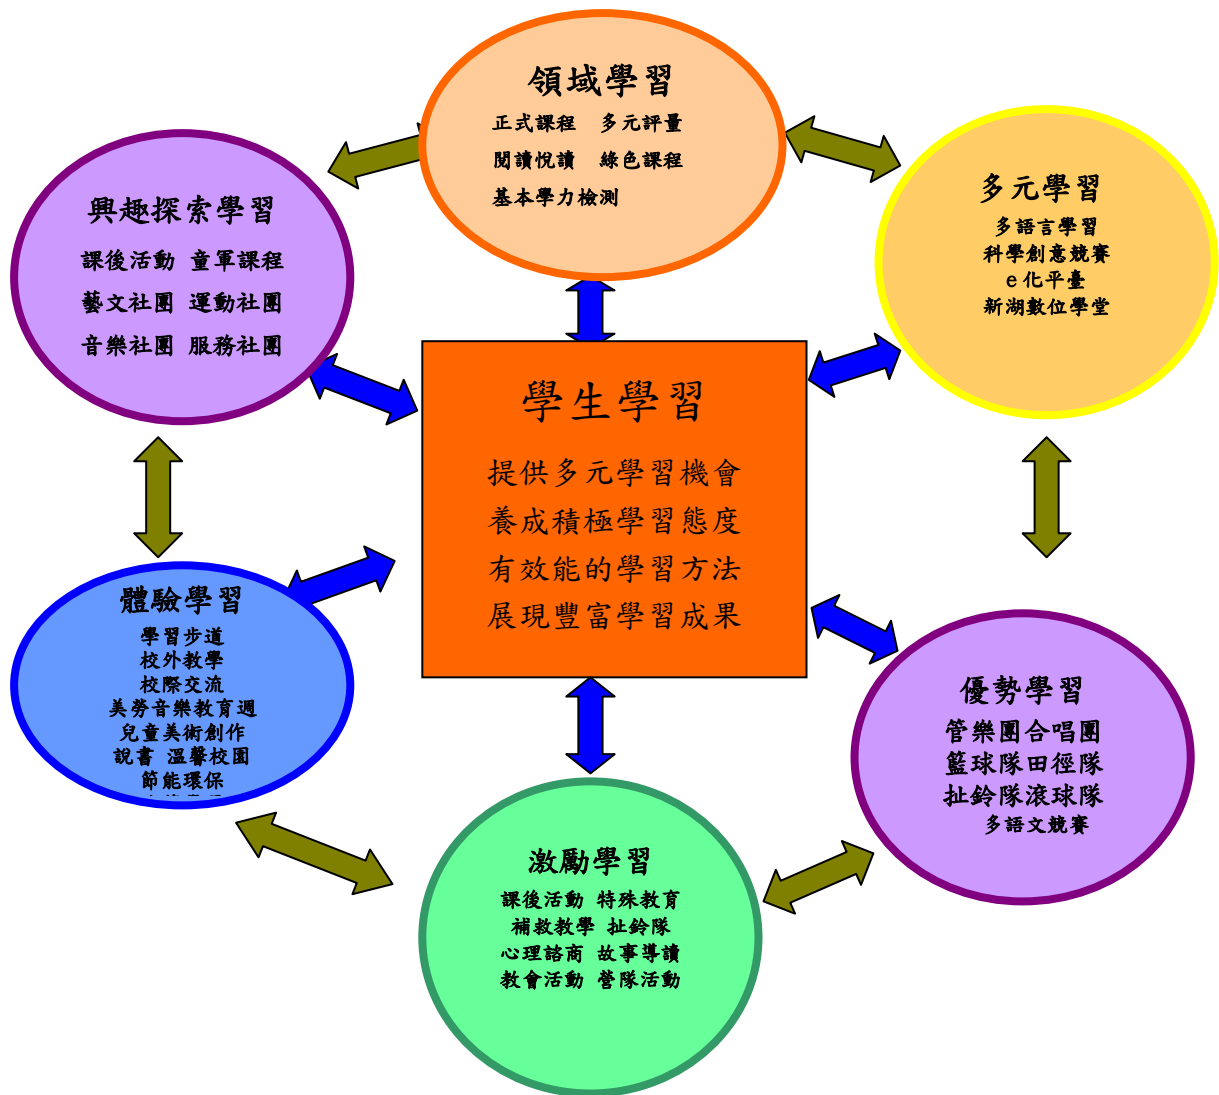 領域學習
正式課程 多元評量
閱讀悅讀 綠色課程
基本學力檢測
興趣探索學習
課後活動 童軍課程
藝文社團 運動社團
音樂社團 服務社團
多元學習
多語言學習
科學創意競賽
e化平臺
新湖數位學堂
學生學習
提供多元學習機會
養成積極學習態度
有效能的學習方法
展現豐富學習成果
體驗學習
學習步道
校外教學
校際交流
美勞音樂教育週
兒童美術創作
說書 溫馨校園
節能環保
優勢學習
管樂團合唱團
籃球隊田徑隊
扯鈴隊滾球隊
多語文競賽
激勵學習
課後活動 特殊教育
補救教學 扯鈴隊
心理諮商 故事導讀
教會活動 營隊活動